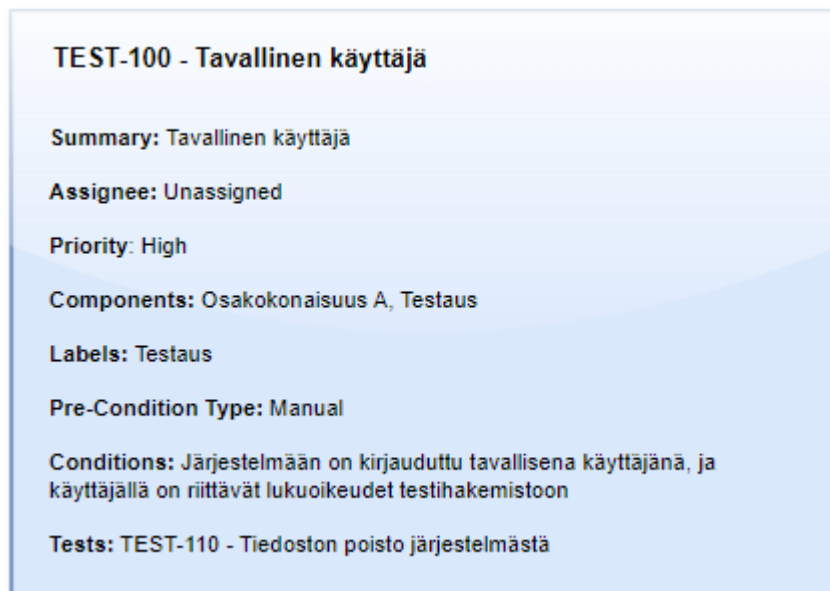 TEST-100 - Tavallinen käyttäjä
Summary: Tavallinen käyttäjä
Assignee: Unassigned
Priority: High
Components: Osakokonaisuus A, Testaus
Labels: Testaus
Pre-Condition Type: Manual
Conditions: Järjestelmään on kirjauduttu tavallisena käyttäjänä, ja
käyttäjällä on riittävät lukuoikeudet testihakemistoon
Tests: TEST-110 - Tiedoston poisto järjestelmästä